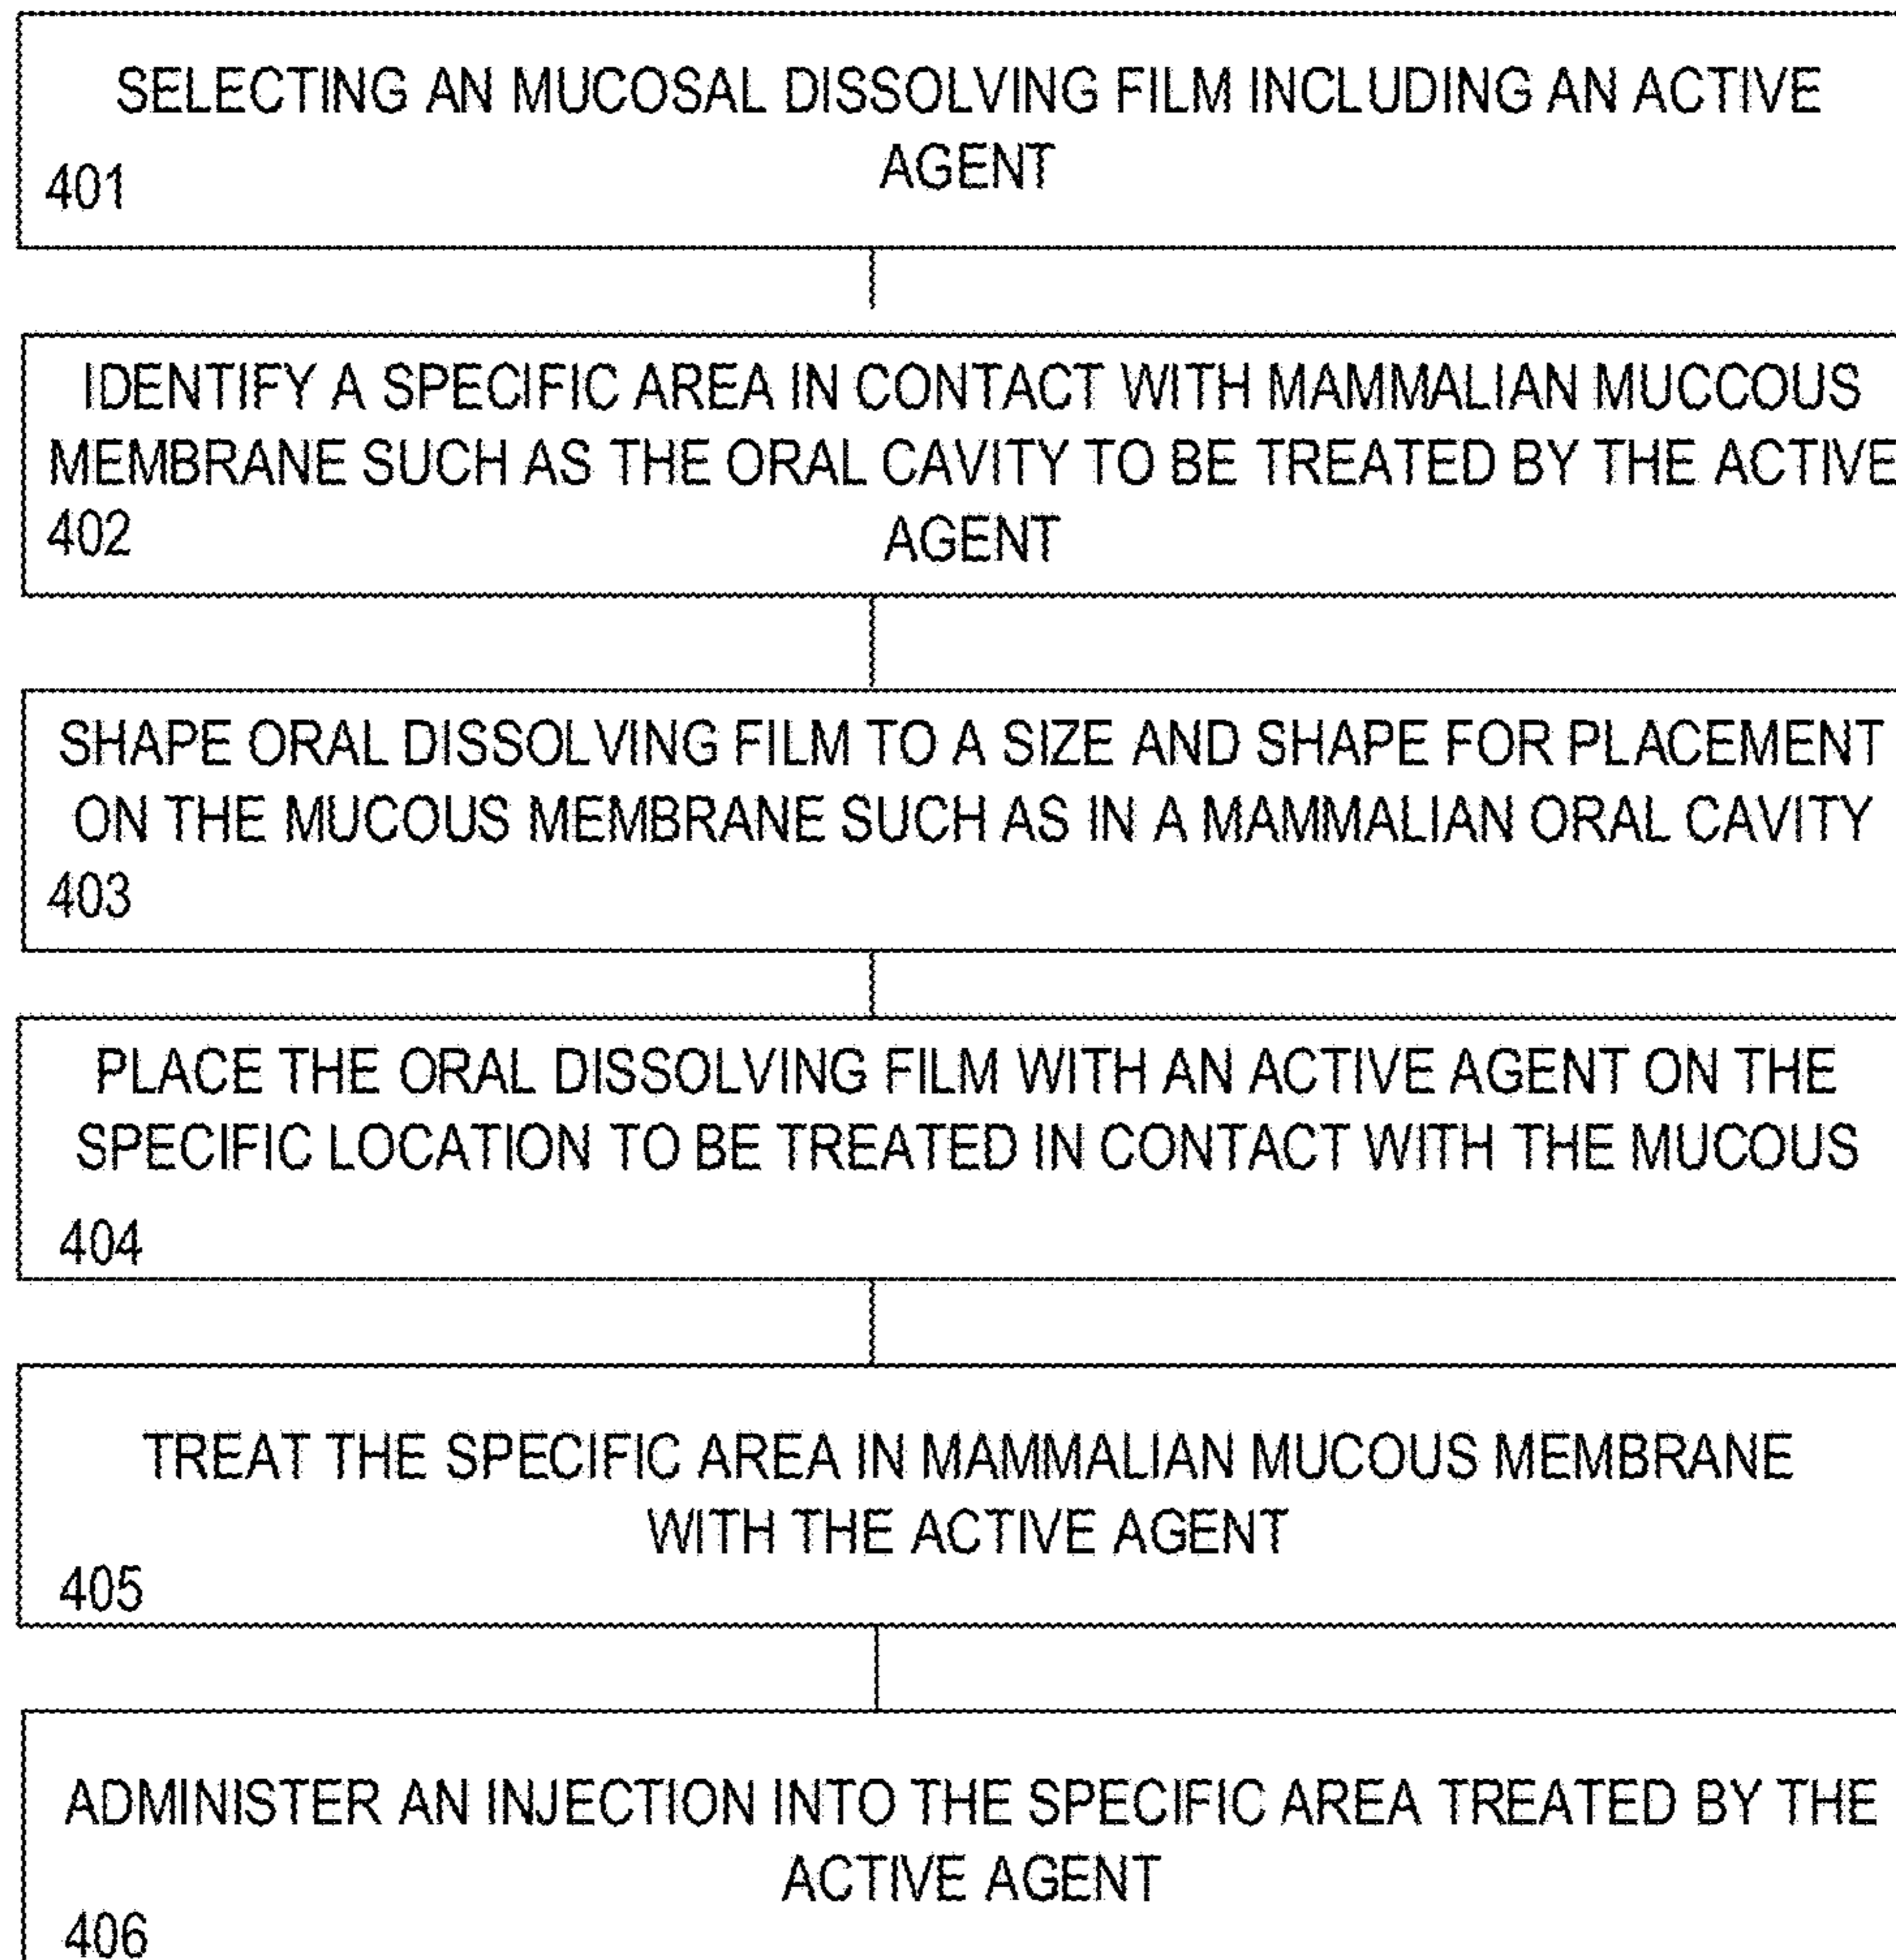 SELECTING AN MUCOSAL DISSOLVING FILM INCLUDING AN ACTIVE
AGENT
401
IDENTIFY A SPECIFIC AREA IN CONTACT WITH MAMMALIAN MUCCOUS
MEMBRANE SUCH AS THE ORAL CAVITY TO BE TREATED BY THE ACTIVE
AGENT
402
SHAPE ORAL DISSOLVING FILM TO A SIZE AND SHAPE FOR PLACEMENT
ON THE MUCOUS MEMBRANE SUCH AS IN A MAMMALIAN ORAL CAVITY
403
PLACE THE ORAL DISSOLVING FILM WITH AN ACTIVE AGENT ON THE
SPECIFIC LOCATION TO BE TREATED IN CONTACT WITH THE MUCOUS
404
TREAT THE SPECIFIC AREA IN MAMMALIAN MUCOUS MEMBRANE
WITH THE ACTIVE AGENT
405
ADMINISTER AN INJECTION INTO THE SPECIFIC AREA TREATED BY THE
ACTIVE AGENT
406